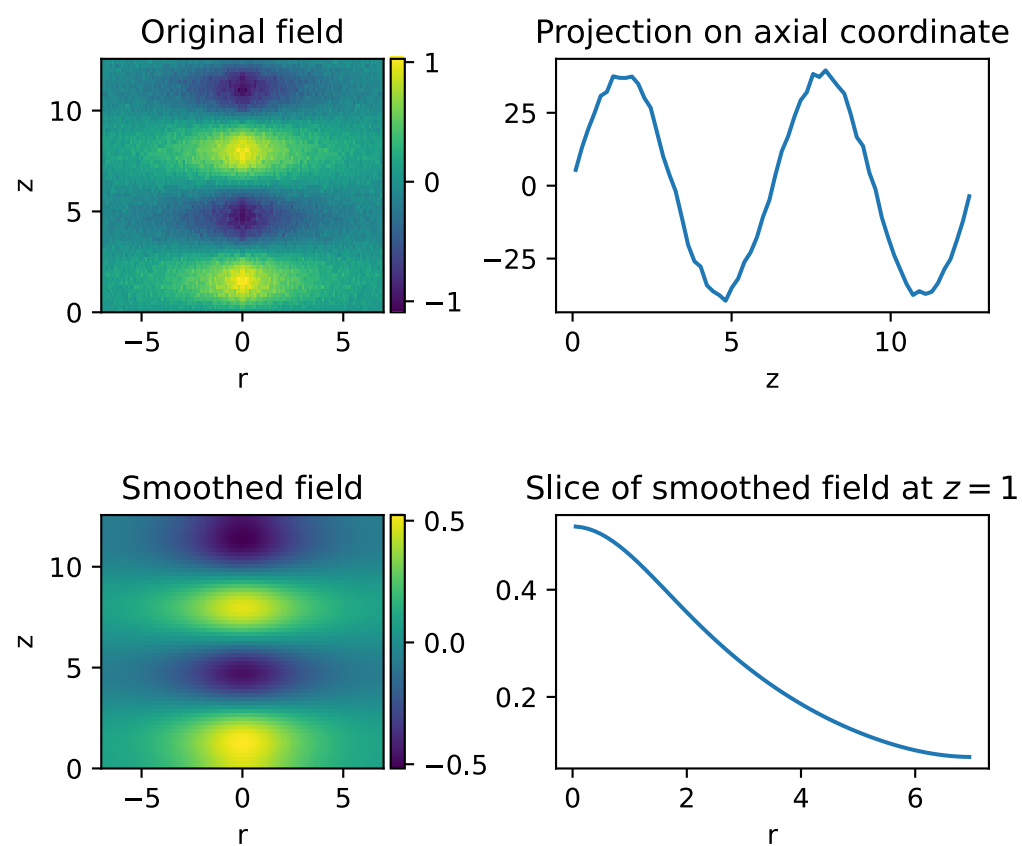 Original field
10
5
0
z
−5 0 5
r
1
0
−1
Projection on axial coordinate
25
0
−25
0 5 10
z
Smoothed field
10
5
0
z
−5 0 5
r
0.5
0.0
−0.5
Slice of smoothed field at z = 1
0.4
0.2
0 2 4 6
r